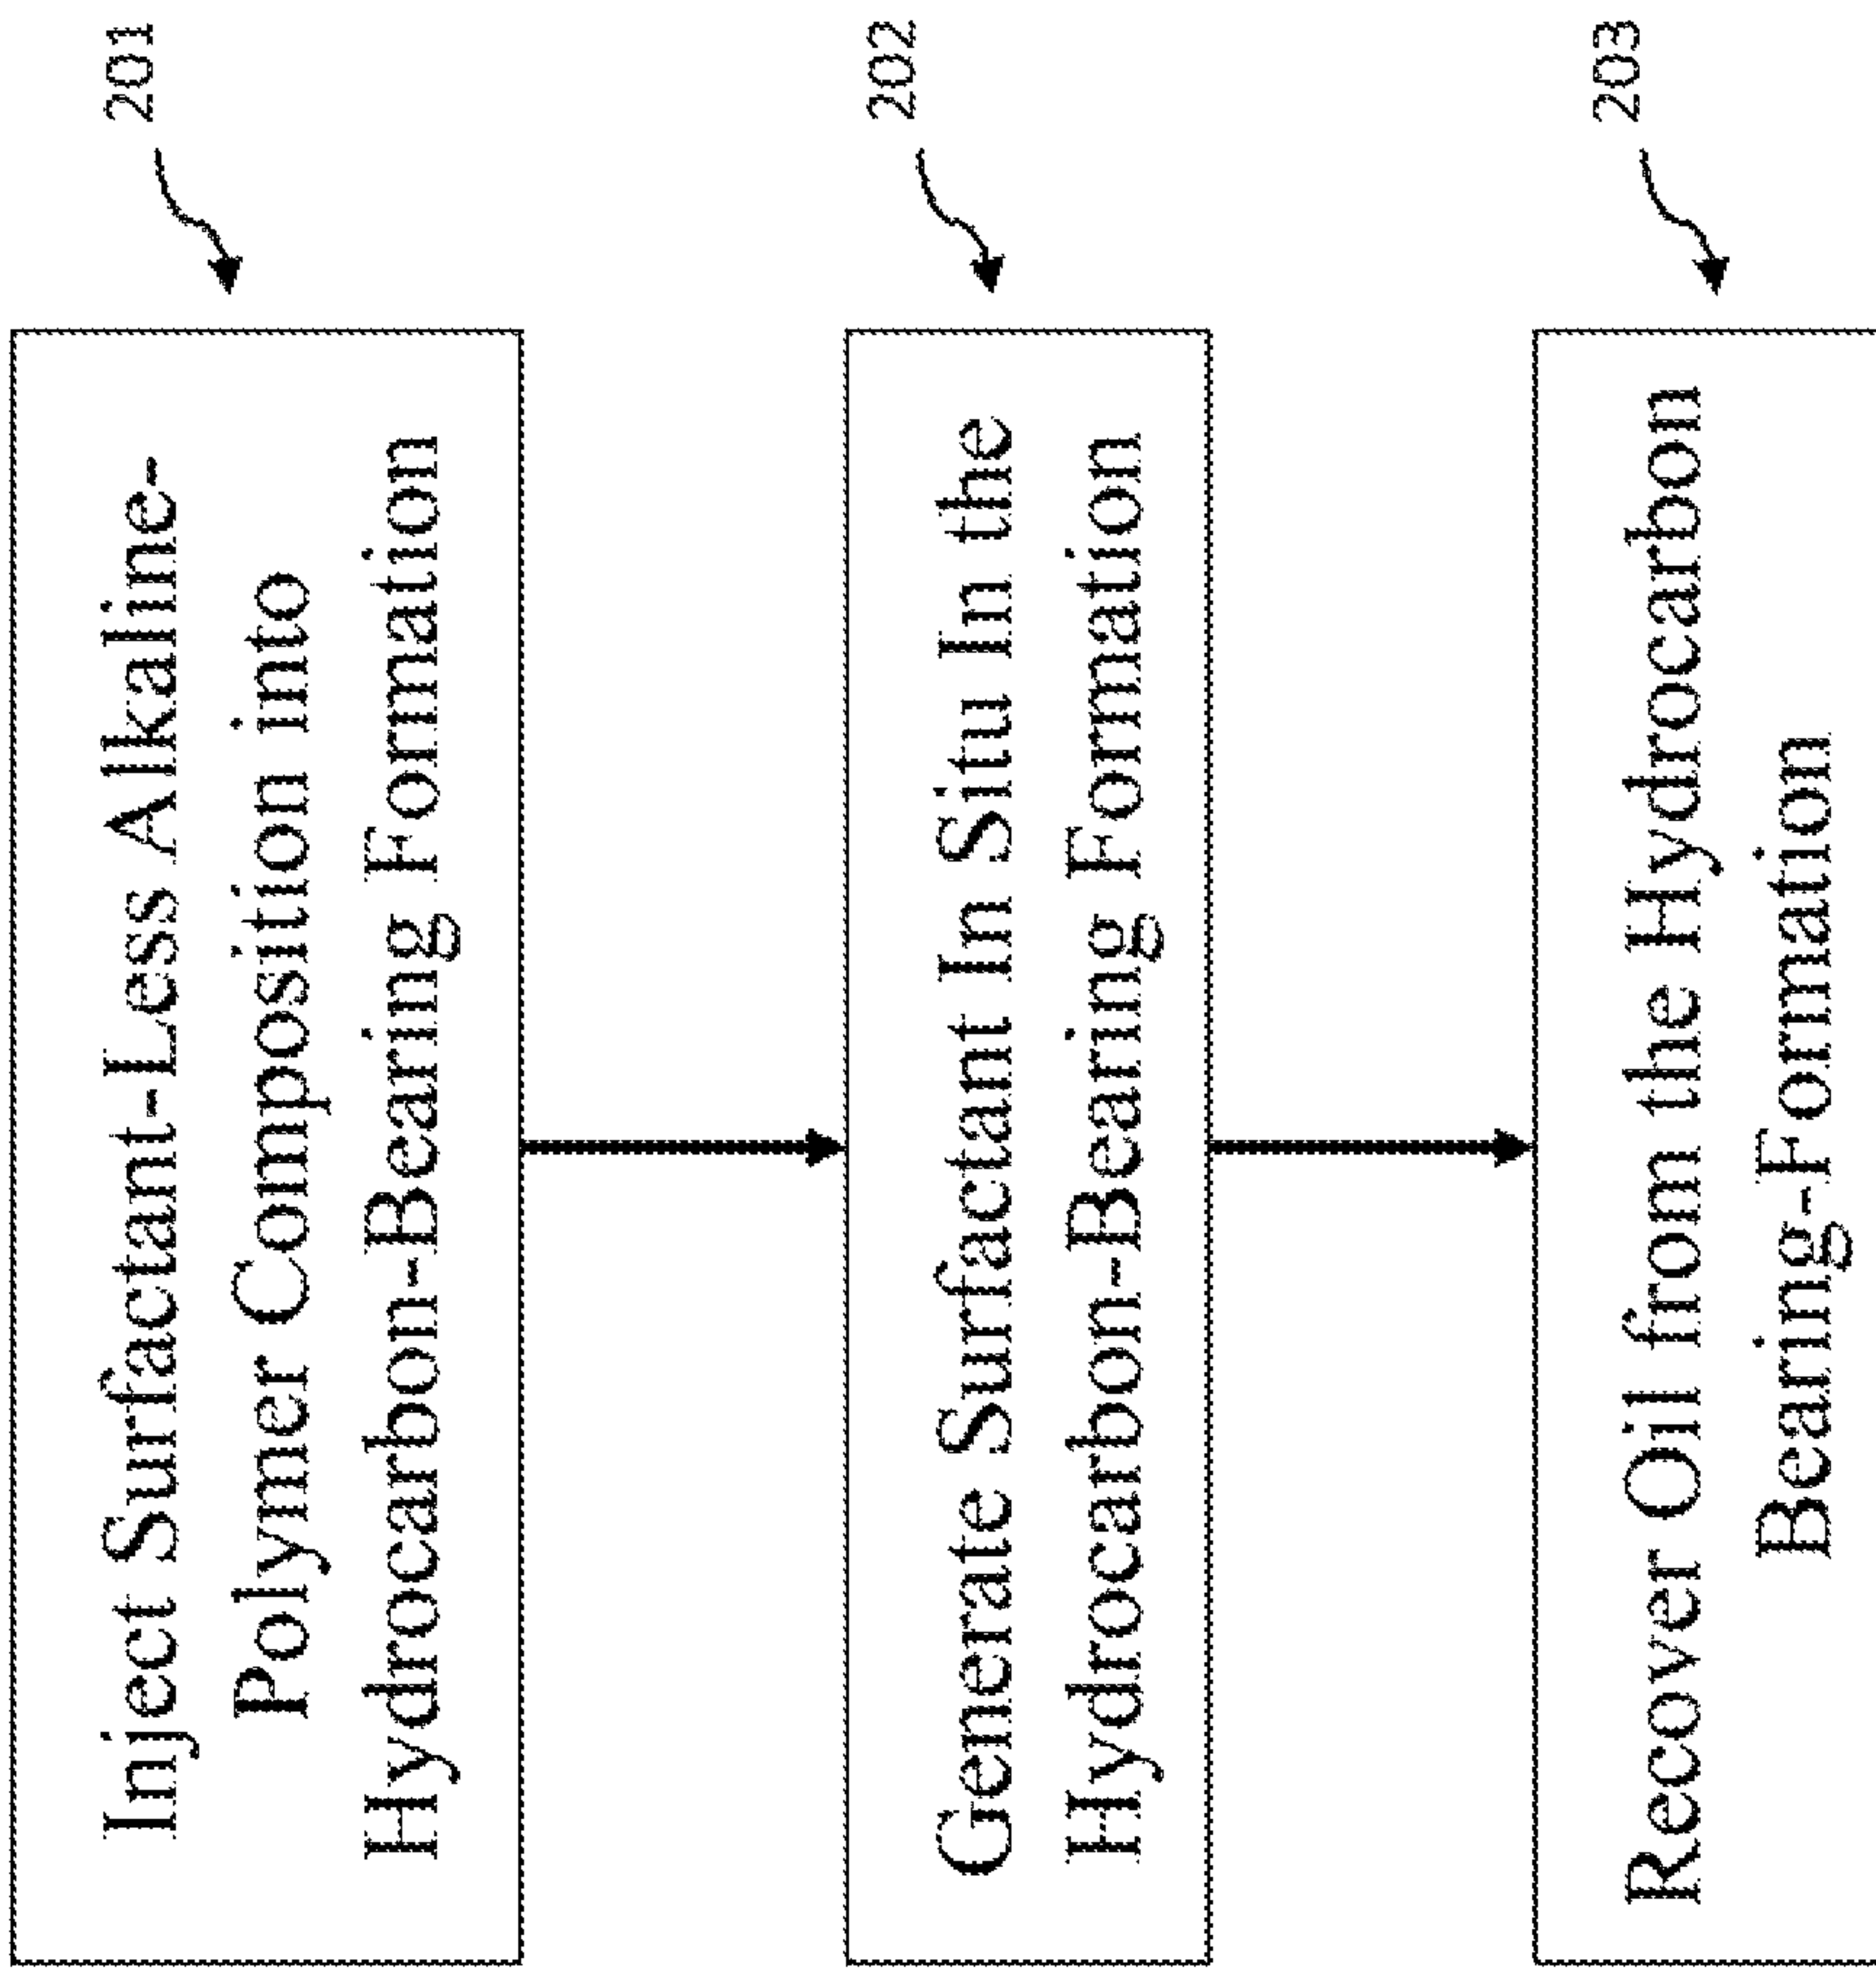 Inject Surfactant-Less Alkaline-
Polymer Composition into
Hydrocarbon-Bearing Formation
201
Generate Surfactant In Situ In the
Hydrocarbon-Bearing Formation
202
Recover Oil from the Hydrocarbon
Bearing-Formation
203